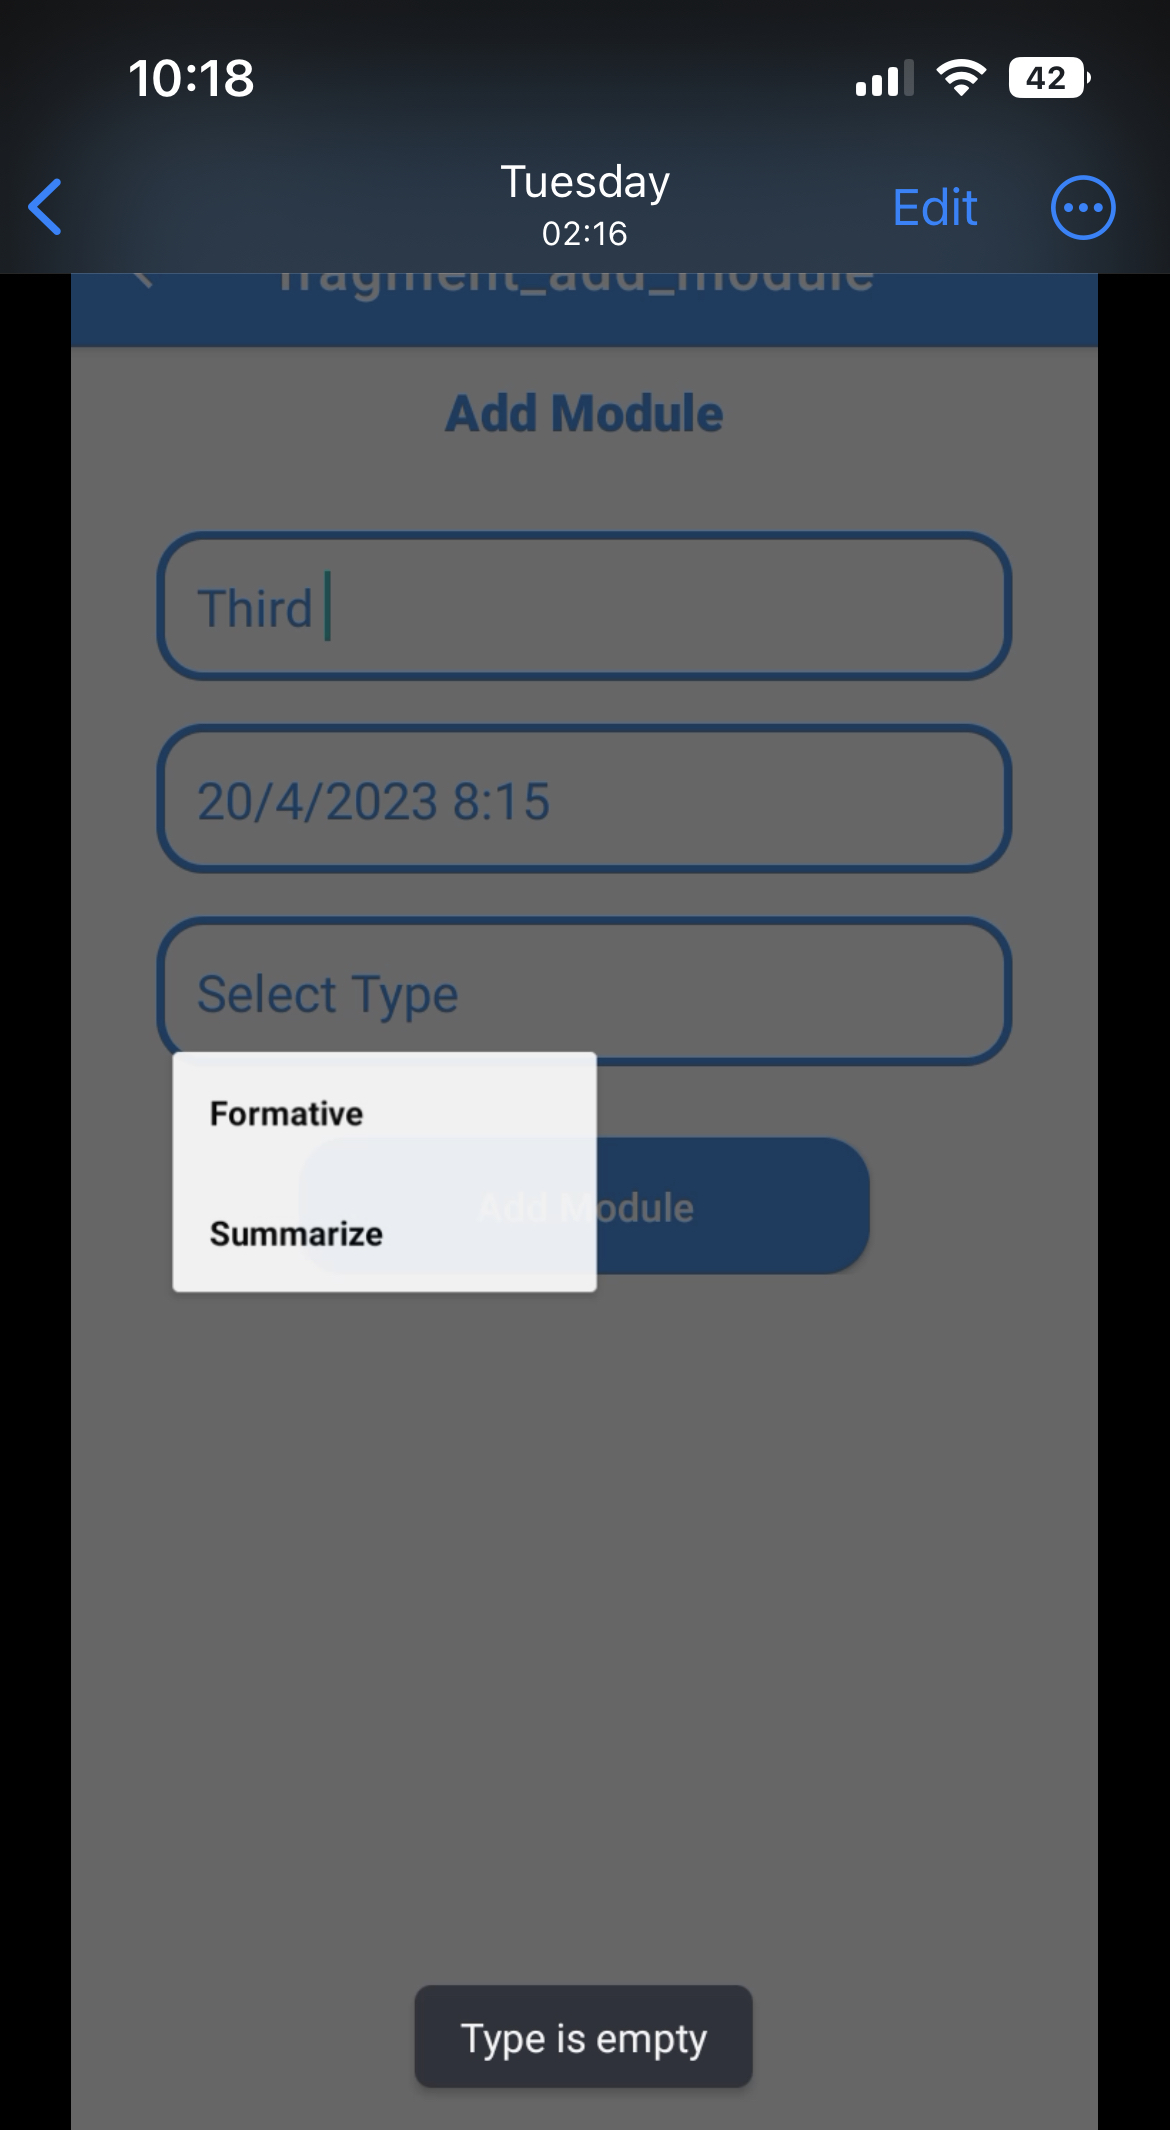 10:18
42
Tuesday
02:16
Edit
fragment_add_module
Add Module
Third
20/4/2023 8:15
Select Type
Formative
Add Module
Summarize
Type is empty